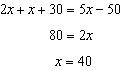 2x + x + 30 = 5x − 50
80 = 2x
x = 40